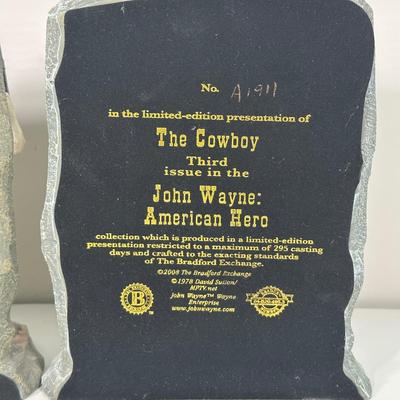 No. A1911
in the limited-edition presentation of
The Cowboy
Third
issue in the
John Wayne:
American Hero
collection which is produced in a limited-edition
presentation restricted to a maximum of 295 casting
days and crafted to the exacting standards
of The Bradford Exchange.
©2008 The Bradford Exchange
©1978 David Sutton/
MPTV.net
John Wayne™ Wayne
Enterprise
www.johnwayne.com
B